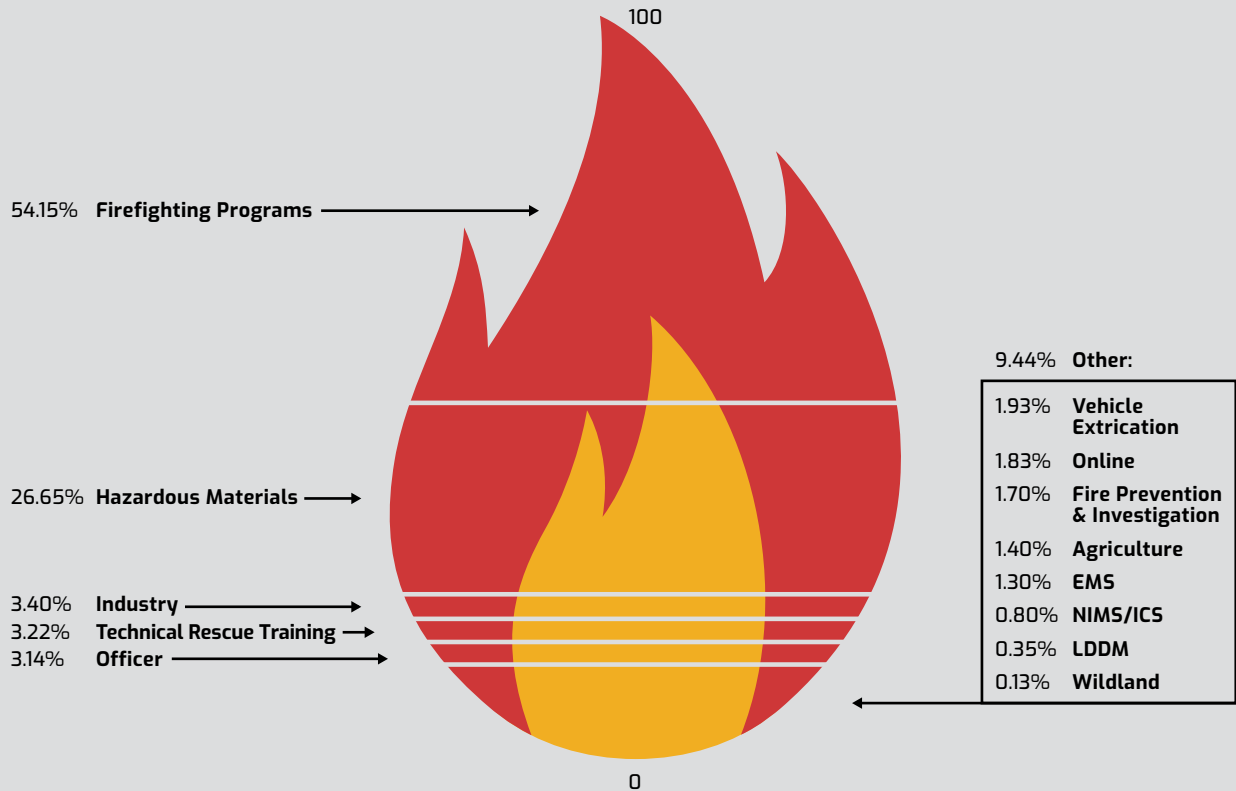 100
54.15% Firefighting Programs
26.65% Hazardous Materials
3.40% Industry
3.22% Technical Rescue Training
3.14% Officer
9.44% Other:
1.93% Vehicle
Extrication
1.83% Online
1.70% Fire Prevention
& Investigation
1.40% Agriculture
1.30% EMS
0.80% NIMS/ICS
0.35% LDDM
0.13% Wildland
0